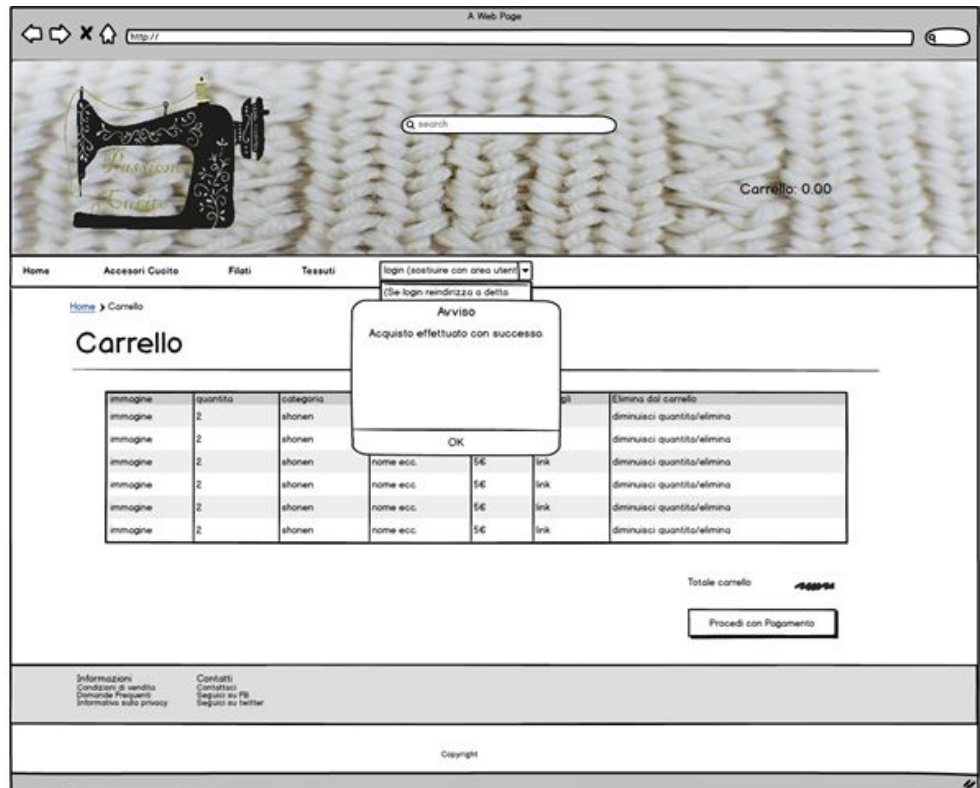 A Web Page
http://
search
Passione
Cucito
Carrello: 0.00
Home Accesori Cucito Filati Tessuti login (sostiuire con area utent
(Se login reindirizza a detta
Home > Carrello
Avviso
Acquisto effettuato con successo
OK
Carrello
immagine quantita categoria gli Elimina dal carrello
immagine 2 shonen diminuisci quantita/elimina
immagine 2 shonen diminuisci quantita/elimina
immagine 2 shonen nome ecc. 5€ link diminuisci quantita/elimina
immagine 2 shonen nome ecc. 5€ link diminuisci quantita/elimina
immagine 2 shonen nome ecc. 5€ link diminuisci quantita/elimina
immagine 2 shonen nome ecc. 5€ link diminuisci quantita/elimina
Totale carrello
Procedi con Pagamento
Informazioni Contatti
Condizioni di vendita Contattaci
Domande Frequenti Seguici su FB
Informativa sulla privacy Seguici su twitter
Copyright